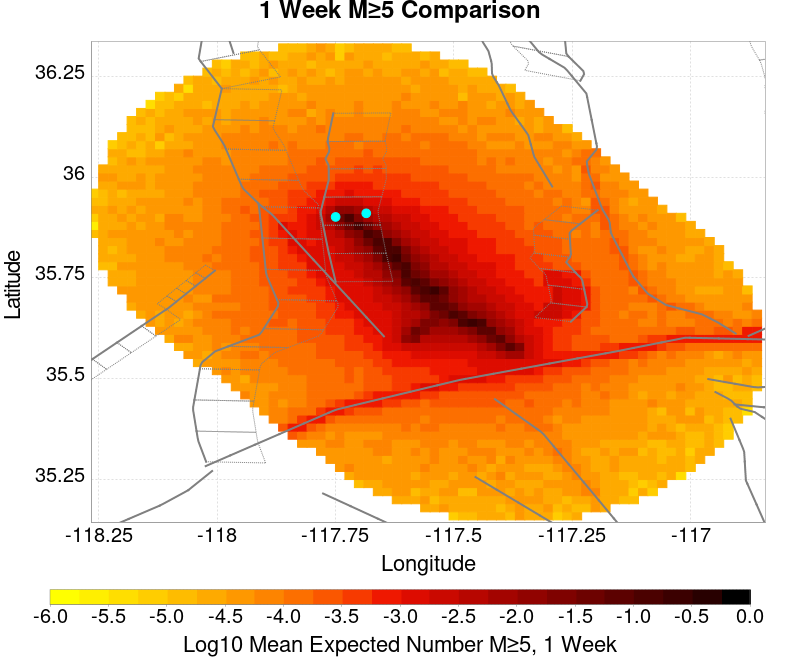 1 Week M≥5 Comparison
36.25
36
35.75
35.5
35.25
Latitude
-118.25 -118 -117.75 -117.5 -117.25 -117
Longitude
-6.0 -5.5 -5.0 -4.5 -4.0 -3.5 -3.0 -2.5 -2.0 -1.5 -1.0 -0.5 0.0
Log10 Mean Expected Number M≥5, 1 Week